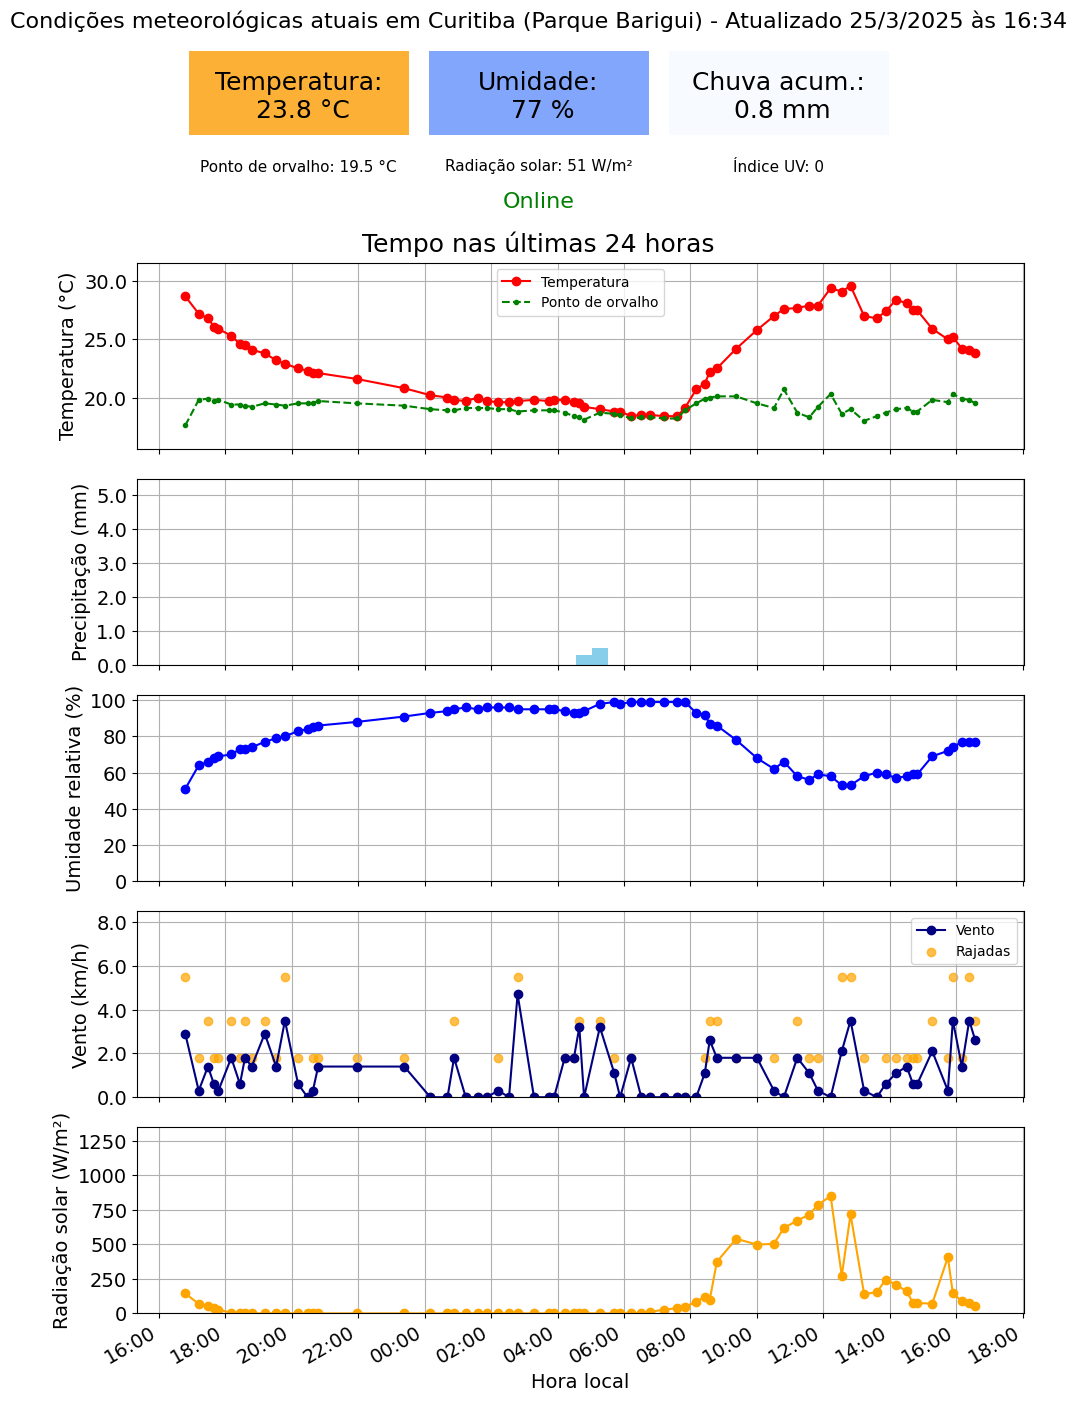 Condições meteorológicas atuais em Curitiba (Parque Barigui) - Atualizado 25/3/2025 às 16:34
Temperatura:
23.8 °C
Umidade:
77 %
Chuva acum.:
0.8 mm
Ponto de orvalho: 19.5 °C
Radiação solar: 51 W/m²
Índice UV: 0
Online
Tempo nas últimas 24 horas
Temperatura (°C)
30.0
25.0
20.0
Temperatura
Ponto de orvalho
Precipitação (mm)
5.0
4.0
3.0
2.0
1.0
0.0
Umidade relativa (%)
100
80
60
40
20
0
Vento (km/h)
8.0
6.0
4.0
2.0
0.0
Vento
Rajadas
Radiação solar (W/m²)
1250
1000
750
500
250
0
16:00
18:00
20:00
22:00
00:00
02:00
04:00
06:00
08:00
10:00
12:00
14:00
16:00
18:00
Hora local